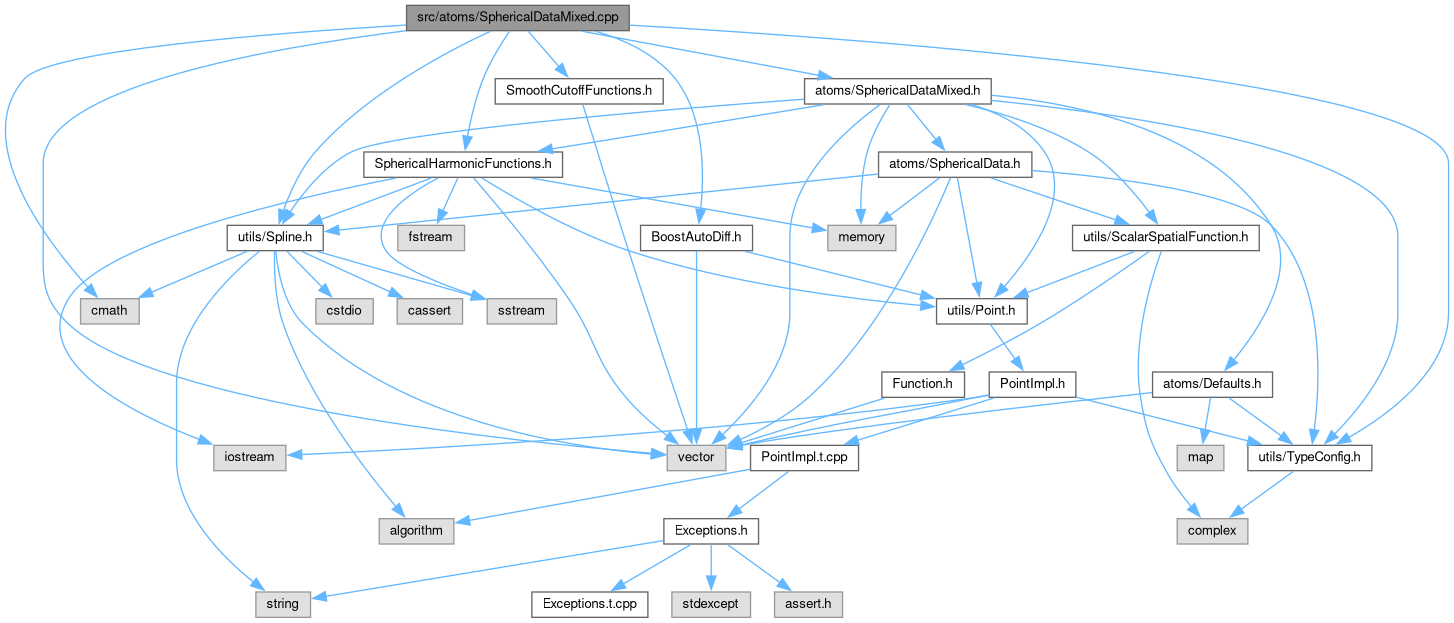 src/atoms/SphericalDataMixed.cpp
SmoothCutoffFunctions.h
atoms/SphericalDataMixed.h
SphericalHarmonicFunctions.h
atoms/SphericalData.h
utils/Spline.h
fstream
BoostAutoDiff.h
memory
utils/ScalarSpatialFunction.h
cmath
cstdio
cassert
sstream
utils/Point.h
Function.h
PointImpl.h
atoms/Defaults.h
iostream
vector
PointImpl.t.cpp
map
utils/TypeConfig.h
algorithm
Exceptions.h
complex
string
Exceptions.t.cpp
stdexcept
assert.h